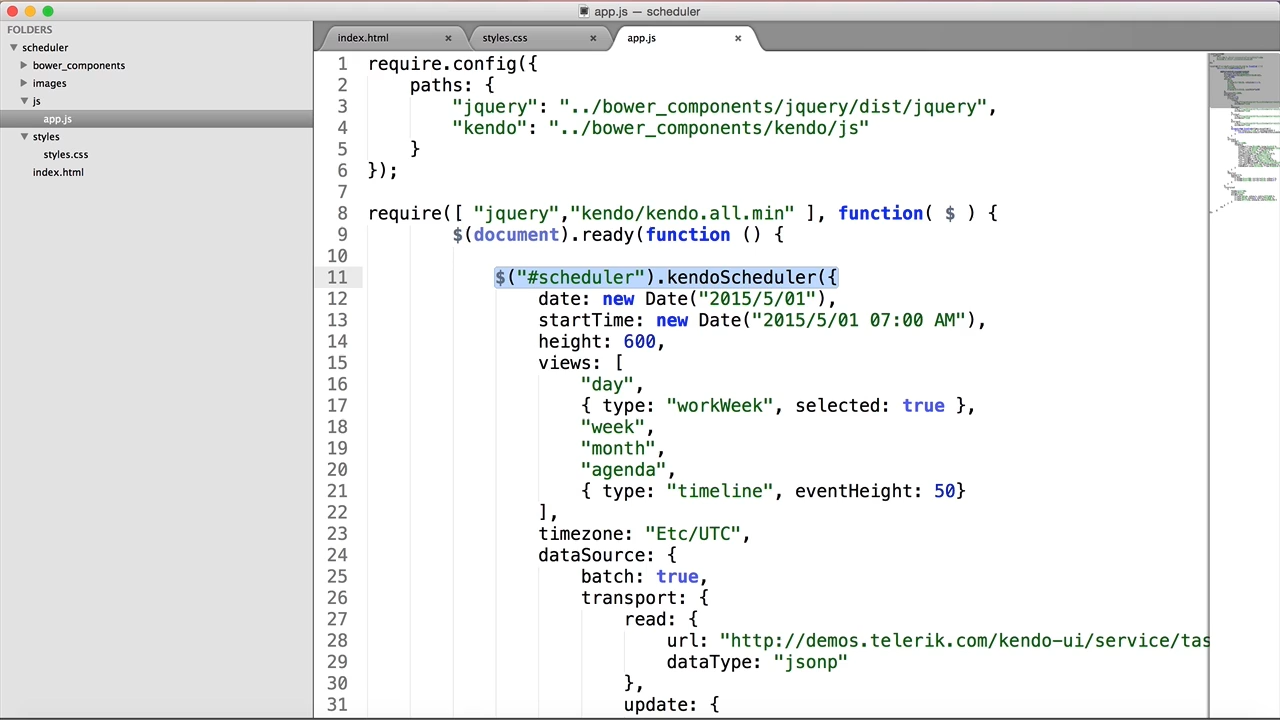 app.js — scheduler
FOLDERS
scheduler
bower_components
images
js
app.js
styles
styles.css
index.html
index.html ×
styles.css ×
app.js ×
1 require.config({
2 paths: {
3 "jquery": "../bower_components/jquery/dist/jquery",
4 "kendo": "../bower_components/kendo/js"
5 }
6 });
7
8 require([ "jquery","kendo/kendo.all.min" ], function( $ ) {
9 $(document).ready(function () {
10
11 $("#scheduler").kendoScheduler({
12 date: new Date("2015/5/01"),
13 startTime: new Date("2015/5/01 07:00 AM"),
14 height: 600,
15 views: [
16 "day",
17 { type: "workWeek", selected: true },
18 "week",
19 "month",
20 "agenda",
21 { type: "timeline", eventHeight: 50}
22 ],
23 timezone: "Etc/UTC",
24 dataSource: {
25 batch: true,
26 transport: {
27 read: {
28 url: "http://demos.telerik.com/kendo-ui/service/tas
29 dataType: "jsonp"
30 },
31 update: {